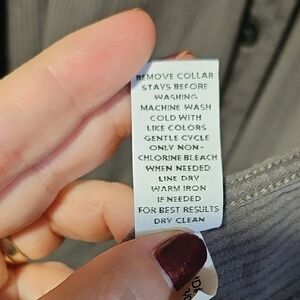 REMOVE COLLAR
STAYS BEFORE
WASHING
MACHINE WASH
COLD WITH
LIKE COLORS
GENTLE CYCLE
ONLY NON-
CHLORINE BLEACH
WHEN NEEDED
LINE DRY
WARM IRON
IF NEEDED
FOR BEST RESULTS
DRY CLEAN